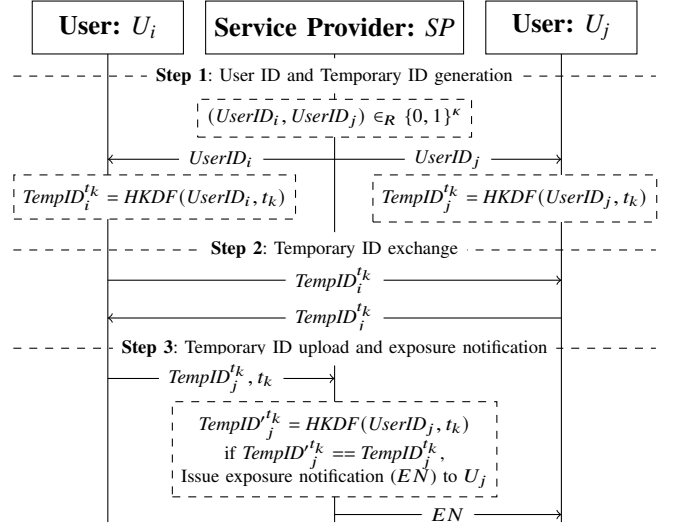 User: U_i
Service Provider: SP
User: U_j
Step 1: User ID and Temporary ID generation
(UserID_i, UserID_j) ∈_R {0, 1}^κ
UserID_i
UserID_j
TempID_i^{t_k} = HKDF(UserID_i, t_k)
TempID_j^{t_k} = HKDF(UserID_j, t_k)
Step 2: Temporary ID exchange
TempID_i^{t_k}
TempID_j^{t_k}
Step 3: Temporary ID upload and exposure notification
TempID_j^{t_k}, t_k
TempID'_j^{t_k} = HKDF(UserID_j, t_k)
if TempID'_j^{t_k} == TempID_j^{t_k},
Issue exposure notification (EN) to U_j
EN